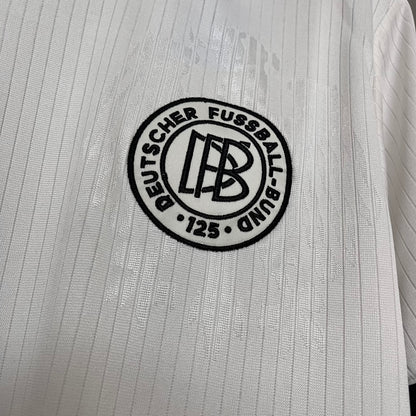 DEUTSCHER FUSSBALL-BUND
DFB
·125·